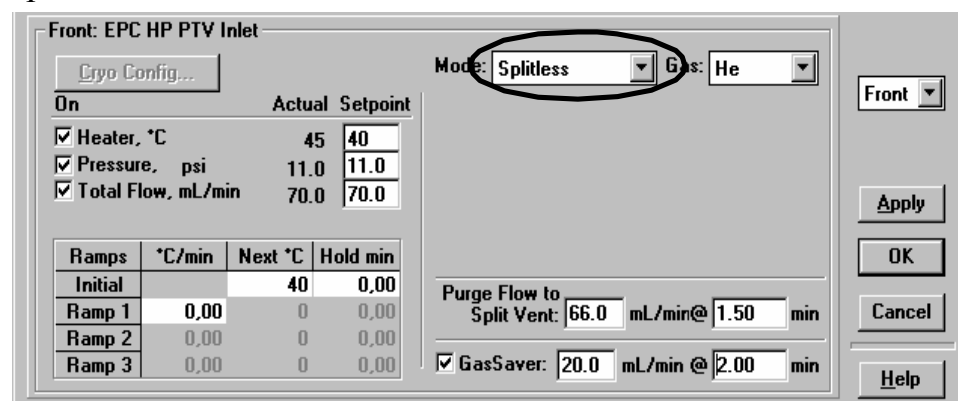 Front: EPC HP PTV Inlet
Cryo Config...
Mode: Splitless Gas: He
Front
On Actual Setpoint
Heater, °C 45 40
Pressure, psi 11.0 11.0
Total Flow, mL/min 70.0 70.0
Apply
Ramps °C/min Next °C Hold min
OK
Initial 40 0,00
Ramp 1 0,00 0 0,00
Ramp 2 0,00 0 0,00
Ramp 3 0,00 0 0,00
Purge Flow to
Split Vent: 66.0 mL/min@ 1.50 min
Cancel
GasSaver: 20.0 mL/min @ 2.00 min
Help